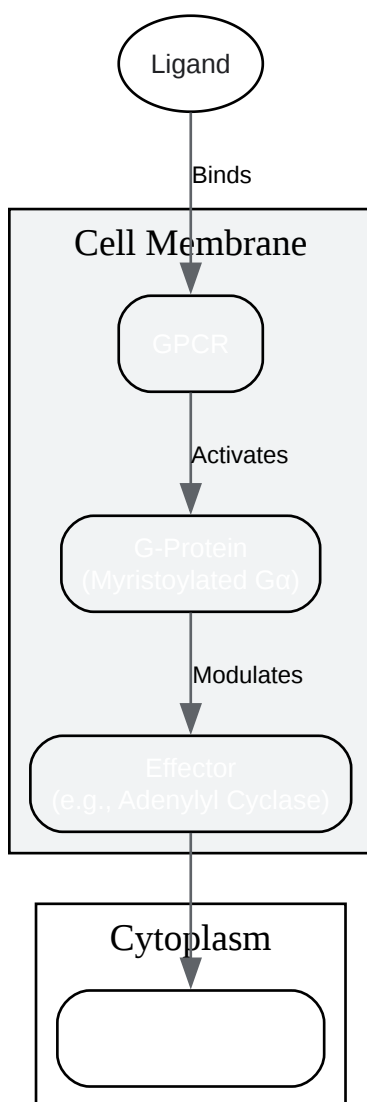 Ligand
Binds
Cell Membrane
GPCR
Activates
G-Protein
(Myristoylated Gα)
Modulates
Effector
(e.g., Adenylyl Cyclase)
Cytoplasm